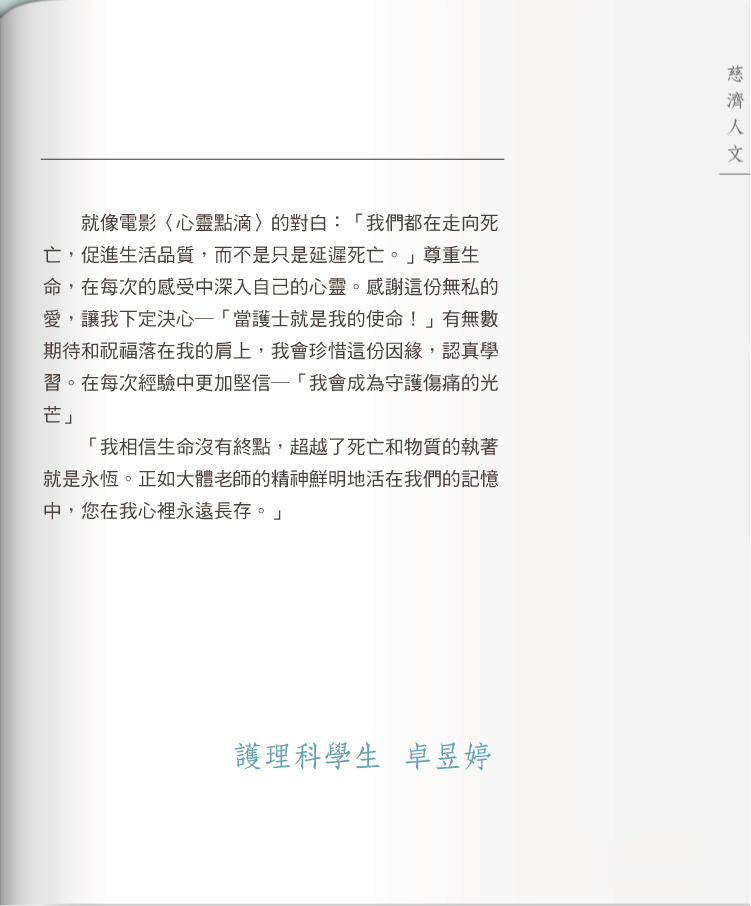 慈濟人文
就像電影〈心靈點滴〉的對白：「我們都在走向死
亡，促進生活品質，而不是只是延遲死亡。」尊重生
命，在每次的感受中深入自己的心靈。感謝這份無私的
愛，讓我下定決心─「當護士就是我的使命！」有無數
期待和祝福落在我的肩上，我會珍惜這份因緣，認真學
習。在每次經驗中更加堅信─「我會成為守護傷痛的光
芒」
「我相信生命沒有終點，超越了死亡和物質的執著
就是永恆。正如大體老師的精神鮮明地活在我們的記憶
中，您在我心裡永遠長存。」
護理科學生 卓昱婷